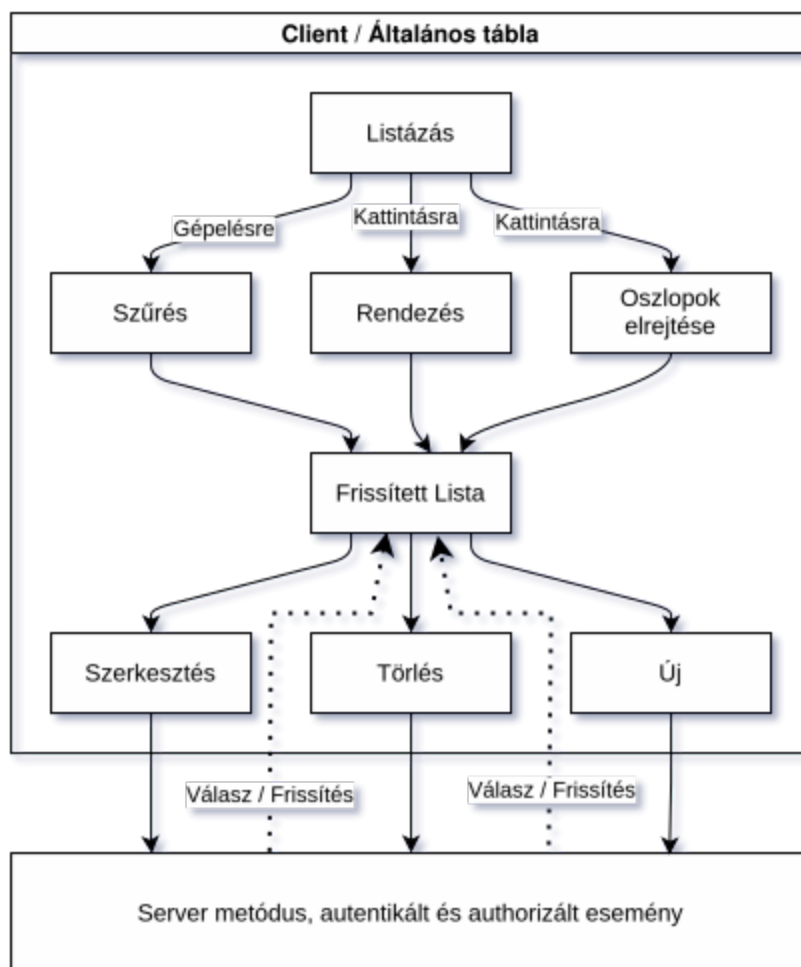 Client / Általános tábla
Listázás
Gépelésre
Kattintásra
Kattintásra
Szűrés
Rendezés
Oszlopok
elrejtése
Frissített Lista
Szerkesztés
Törlés
Új
Válasz / Frissítés
Válasz / Frissítés
Server metódus, autentikált és authorizált esemény